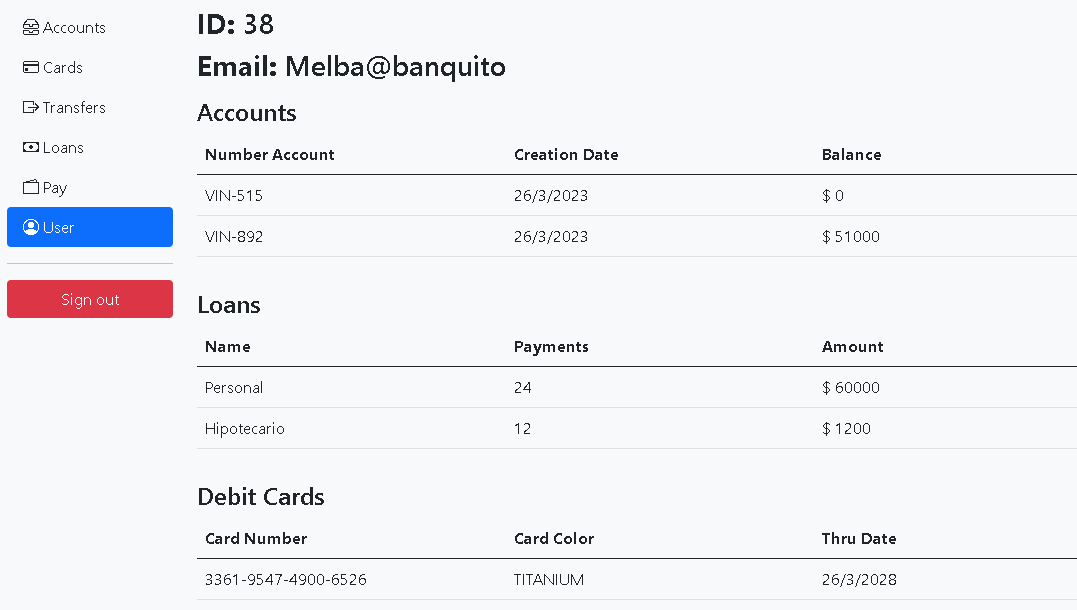 Accounts
Cards
Transfers
Loans
Pay
User
Sign out
ID: 38
Email: Melba@banquito
Accounts
Number Account Creation Date Balance
VIN-515 26/3/2023 $ 0
VIN-892 26/3/2023 $ 51000
Loans
Name Payments Amount
Personal 24 $ 60000
Hipotecario 12 $ 1200
Debit Cards
Card Number Card Color Thru Date
3361-9547-4900-6526 TITANIUM 26/3/2028